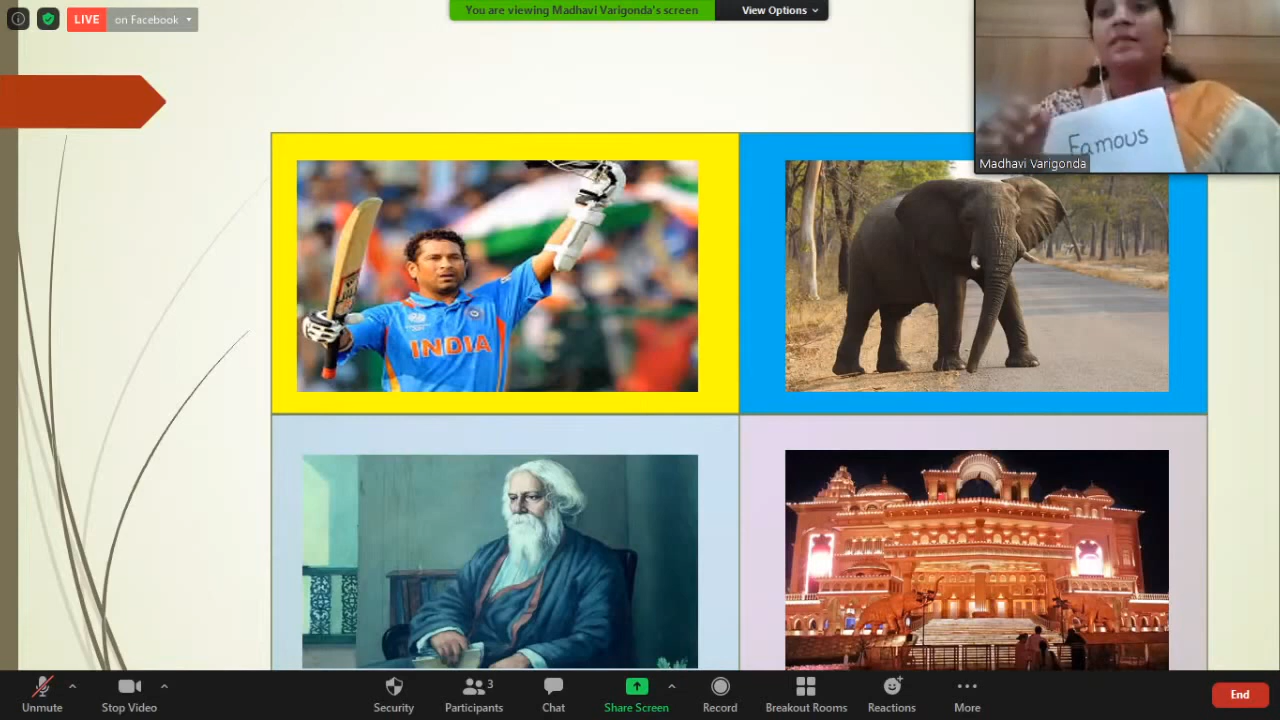 LIVE on Facebook
You are viewing Madhavi Varigonda's screen
View Options
Famous
Madhavi Varigonda
INDIA
Unmute
Stop Video
Security
3
Participants
Chat
Share Screen
Record
Breakout Rooms
Reactions
More
End